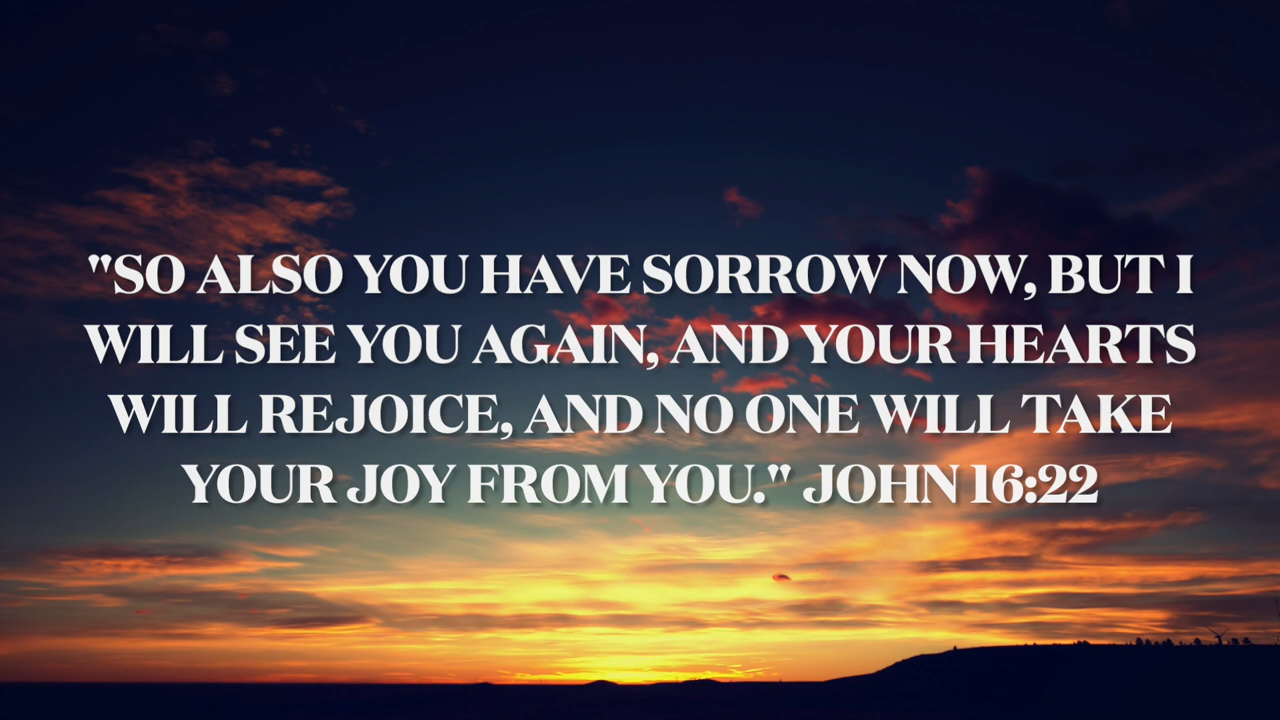 "SO ALSO YOU HAVE SORROW NOW, BUT I
WILL SEE YOU AGAIN, AND YOUR HEARTS
WILL REJOICE, AND NO ONE WILL TAKE
YOUR JOY FROM YOU." JOHN 16:22